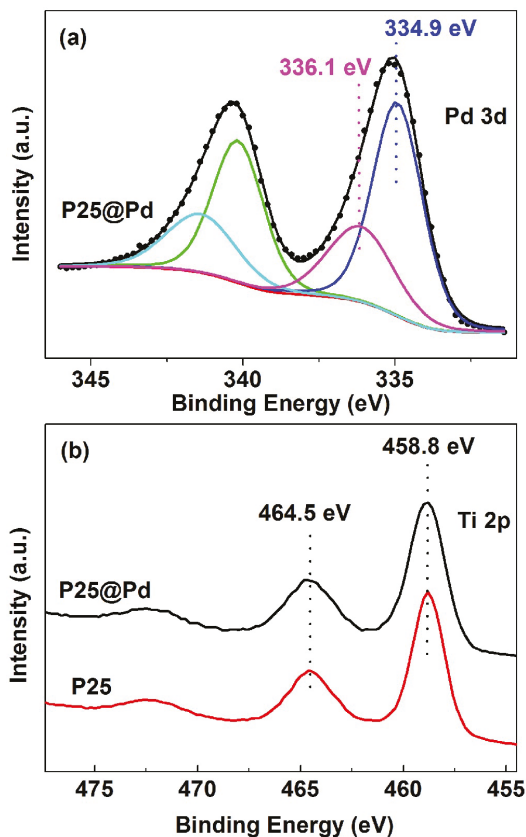 (a)
334.9 eV
336.1 eV
Pd 3d
P25@Pd
Intensity (a.u.)
345 340 335
Binding Energy (eV)
(b)
458.8 eV
464.5 eV
Ti 2p
P25@Pd
P25
Intensity (a.u.)
475 470 465 460 455
Binding Energy (eV)